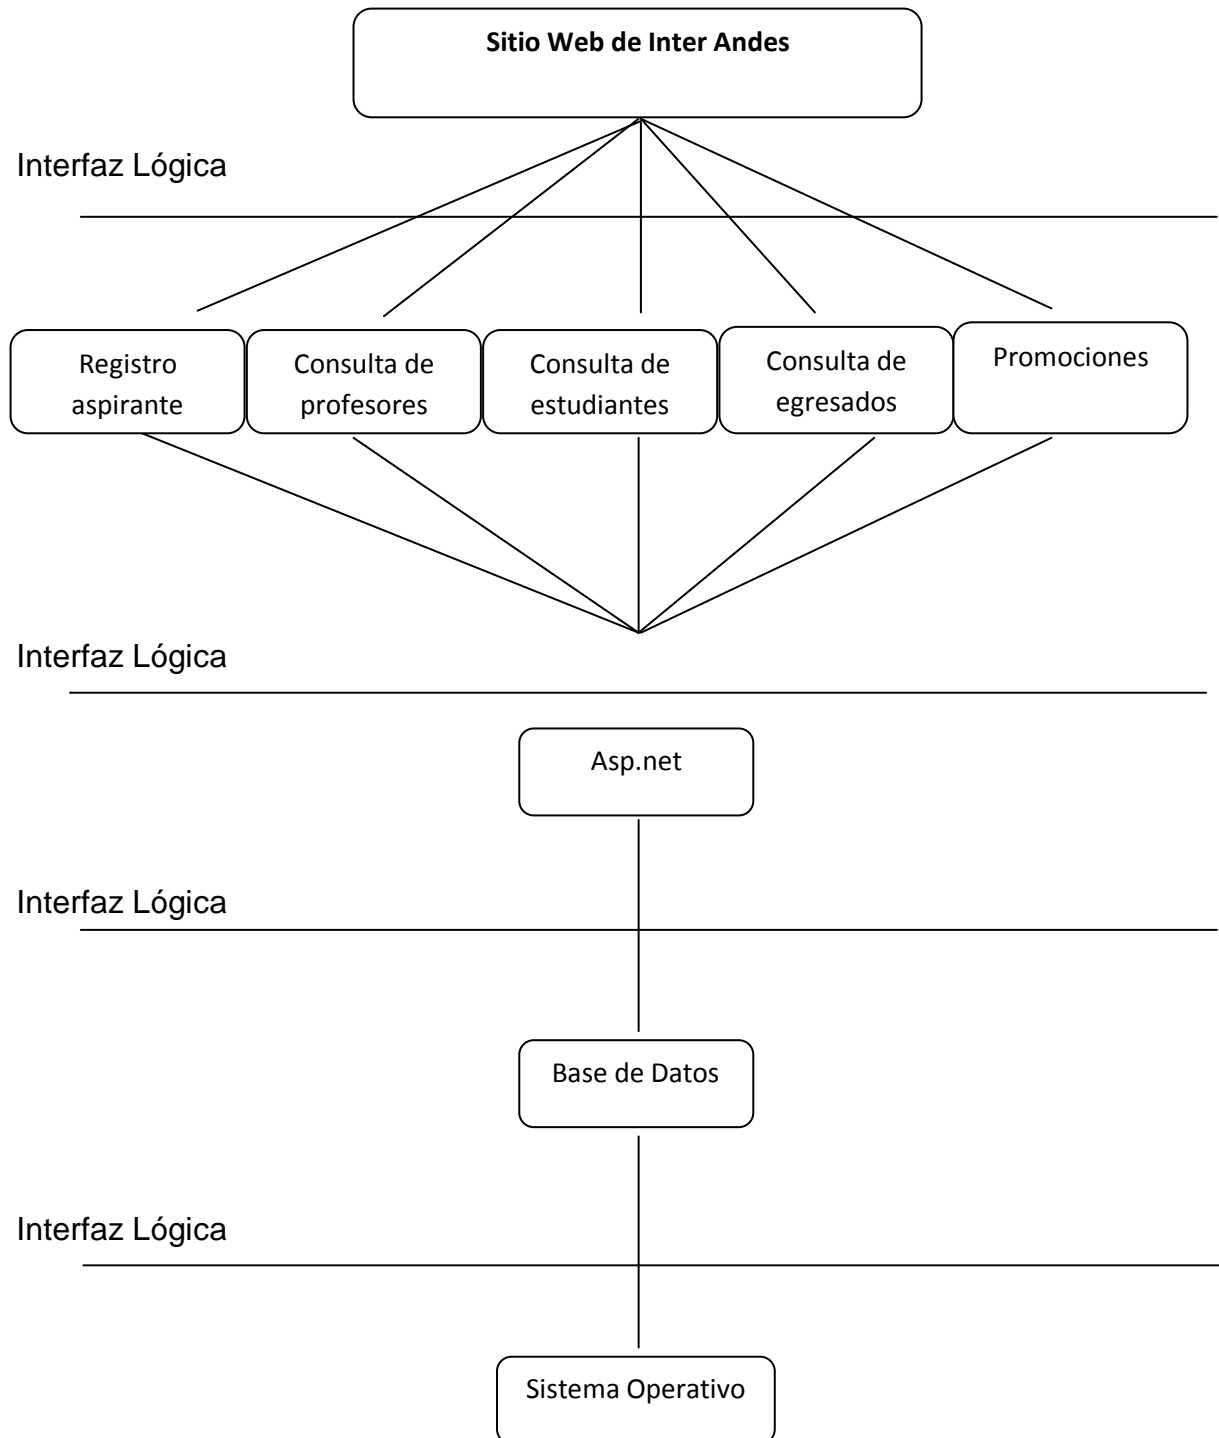 Sitio Web de Inter Andes
Interfaz Lógica
Registro
aspirante
Consulta de
profesores
Consulta de
estudiantes
Consulta de
egresados
Promociones
Interfaz Lógica
Asp.net
Interfaz Lógica
Base de Datos
Interfaz Lógica
Sistema Operativo